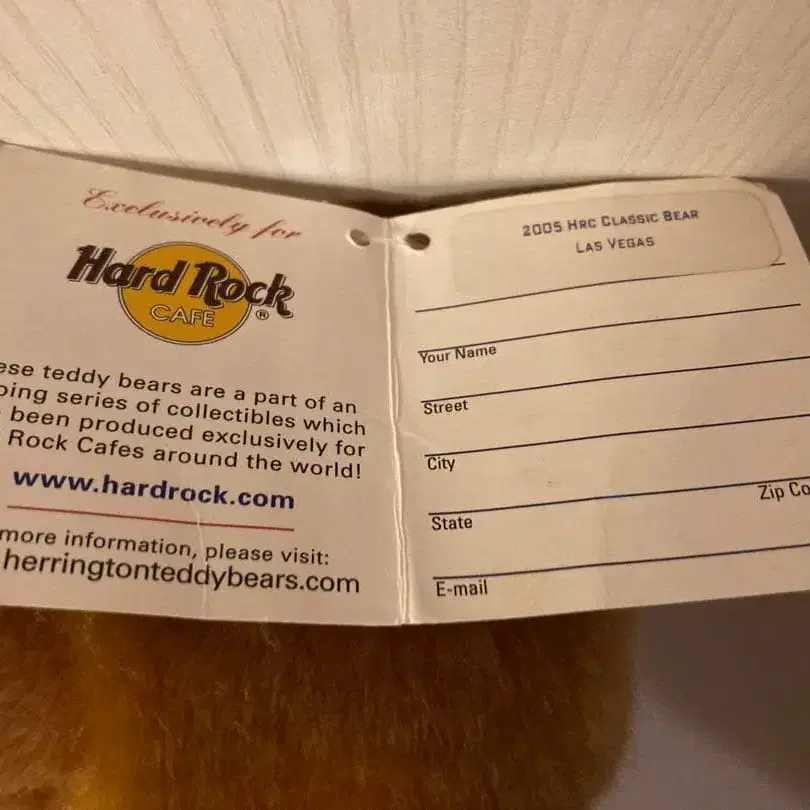 Exclusively for
Hard Rock
CAFE
®
ese teddy bears are a part of an
oing series of collectibles which
been produced exclusively for
Rock Cafes around the world!
www.hardrock.com
more information, please visit:
herringtonteddybears.com
2005 HRC CLASSIC BEAR
LAS VEGAS
Your Name
Street
City
State
Zip Co
E-mail